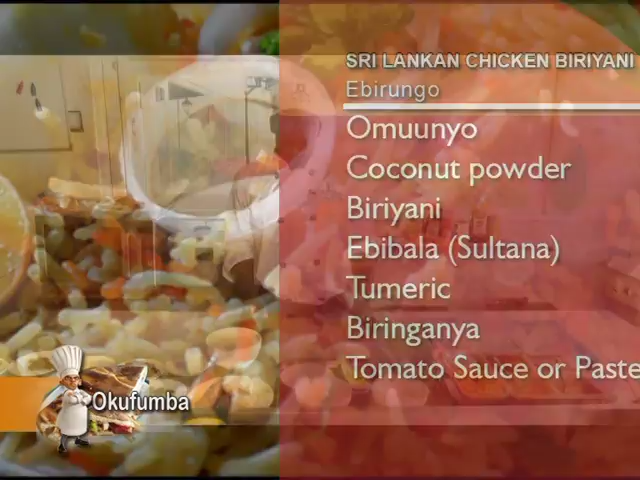 SRI LANKAN CHICKEN BIRIYANI
Ebirungo
Omuunyo
Coconut powder
Biriyani
Ebibala (Sultana)
Tumeric
Biringanya
Tomato Sauce or Paste
Okufumba